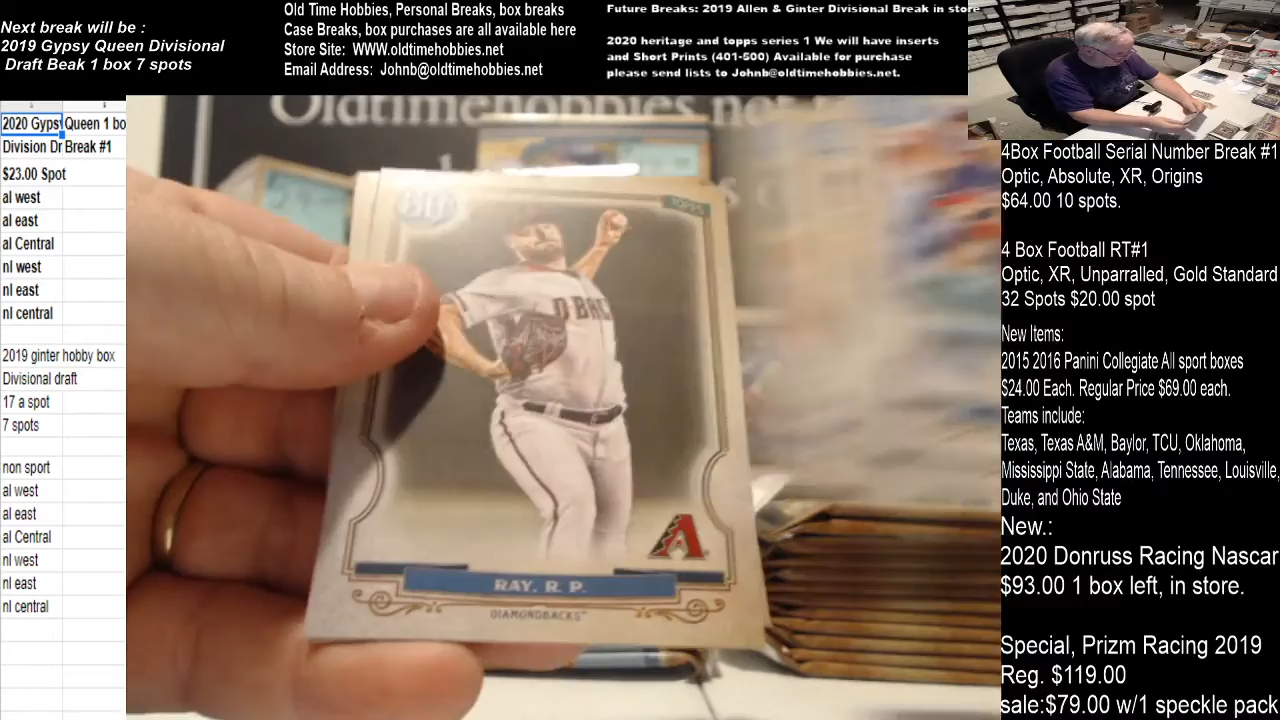 Next break will be :
2019 Gypsy Queen Divisional
Draft Beak 1 box 7 spots
Old Time Hobbies, Personal Breaks, box breaks
Case Breaks, box purchases are all available here
Store Site: WWW.oldtimehobbies.net
Email Address: Johnb@oldtimehobbies.net
Future Breaks: 2019 Allen & Ginter Divisional Break in store
2020 heritage and topps series 1 We will have inserts
and Short Prints (401-500) Available for purchase
please send lists to Johnb@oldtimehobbies.net.
2020 Gypsy Queen 1 bo
Division Dr Break #1
$23.00 Spot
al west
al east
al Central
nl west
nl east
nl central
2019 ginter hobby box
Divisional draft
17 a spot
7 spots
non sport
al west
al east
al Central
nl west
nl east
nl central
Oldtimehobbies.net
TOPPS
D'BAC
A
RAY, R. P.
DIAMONDBACKS
4Box Football Serial Number Break #1
Optic, Absolute, XR, Origins
$64.00 10 spots.
4 Box Football RT#1
Optic, XR, Unparralled, Gold Standard
32 Spots $20.00 spot
New Items:
2015 2016 Panini Collegiate All sport boxes
$24.00 Each. Regular Price $69.00 each.
Teams include:
Texas, Texas A&M, Baylor, TCU, Oklahoma,
Mississippi State, Alabama, Tennessee, Louisville,
Duke, and Ohio State
New.:
2020 Donruss Racing Nascar
$93.00 1 box left, in store.
Special, Prizm Racing 2019
Reg. $119.00
sale:$79.00 w/1 speckle pack